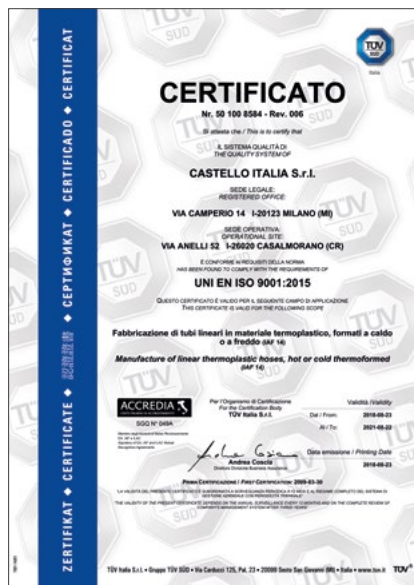 TÜV
SÜD
Italia
CERTIFICATO
Nr. 50 100 8584 - Rev. 006
Si attesta che / This is to certify that
IL SISTEMA QUALITÀ DI
THE QUALITY SYSTEM OF
CASTELLO ITALIA S.r.l.
SEDE LEGALE:
REGISTERED OFFICE:
VIA CAMPERIO 14 I-20123 MILANO (MI)
SEDE OPERATIVA:
OPERATIONAL SITE:
VIA ANELLI 52 I-26020 CASALMORANO (CR)
È CONFORME AI REQUISITI DELLA NORMA
HAS BEEN FOUND TO COMPLY WITH THE REQUIREMENTS OF
UNI EN ISO 9001:2015
QUESTO CERTIFICATO È VALIDO PER IL SEGUENTE CAMPO DI APPLICAZIONE
THIS CERTIFICATE IS VALID FOR THE FOLLOWING SCOPE
Fabbricazione di tubi lineari in materiale termoplastico, formati a caldo
o a freddo (IAF 14)
Manufacture of linear thermoplastic hoses, hot or cold thermoformed
(IAF 14)
ACCREDIA
SGQ N° 049A
Per l'Organismo di Certificazione
For the Certification Body
TÜV Italia S.r.l.
Validità /Validity
Dal / From: 2018-08-23
Al / To: 2021-08-22
Andrea Coscia
Data emissione / Printing Date
2018-08-23
PRIMA CERTIFICAZIONE / FIRST CERTIFICATION: 2009-03-30
TÜV Italia S.r.l. • Gruppo TÜV SÜD • Via Carducci 125, Pal. 23 • 20099 Sesto San Giovanni (MI) • Italia • www.tuv.it TÜV
ZERTIFIKAT ◆ CERTIFICATE ◆ 認證證書 ◆ СЕРТИФИКАТ ◆ CERTIFICADO ◆ CERTIFICAT